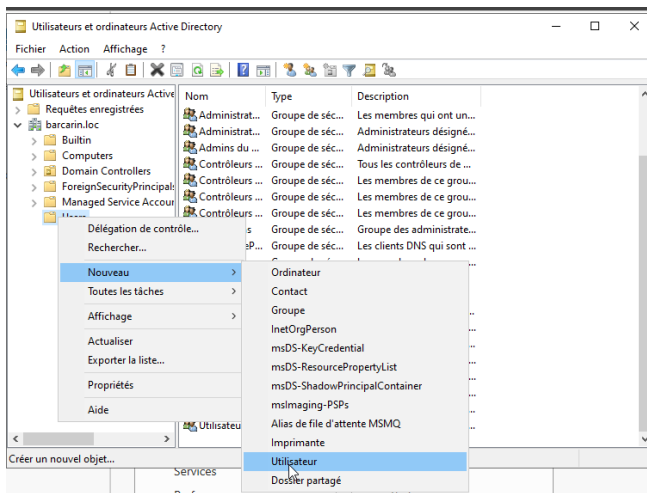 Utilisateurs et ordinateurs Active Directory
Fichier Action Affichage ?
Utilisateurs et ordinateurs Active
Requêtes enregistrées
barcarin.loc
Builtin
Computers
Domain Controllers
ForeignSecurityPrincipals
Managed Service Accour
Users
Nom Type Description
Administrat... Groupe de séc... Les membres qui ont un...
Administrat... Groupe de séc... Administrateurs désigné...
Admins du ... Groupe de séc... Administrateurs désigné...
Contrôleurs ... Groupe de séc... Tous les contrôleurs de ...
Contrôleurs ... Groupe de séc... Les membres de ce grou...
Contrôleurs ... Groupe de séc... Les membres de ce grou...
Contrôleurs ... Groupe de séc... Les membres de ce grou...
s Groupe de séc... Groupe des administrate...
eP... Groupe de séc... Les clients DNS qui sont ...
Utilisateu
Délégation de contrôle...
Rechercher...
Nouveau
Toutes les tâches
Affichage
Actualiser
Exporter la liste...
Propriétés
Aide
Ordinateur
Contact
Groupe
InetOrgPerson
msDS-KeyCredential
msDS-ResourcePropertyList
msDS-ShadowPrincipalContainer
msImaging-PSPs
Alias de file d'attente MSMQ
Imprimante
Utilisateur
Dossier partagé
Créer un nouvel objet...
Services